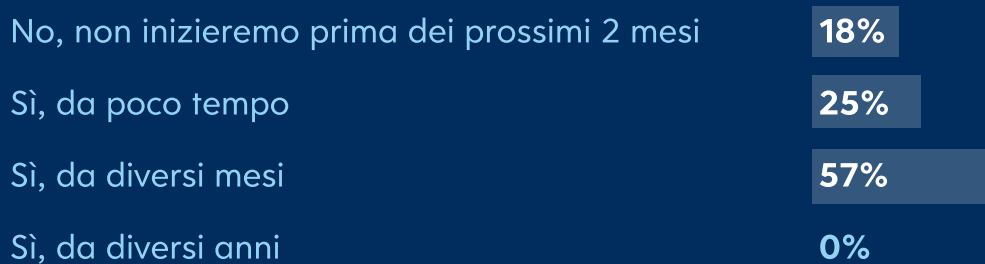 No, non inizieremo prima dei prossimi 2 mesi 18%
Sì, da poco tempo 25%
Sì, da diversi mesi 57%
Sì, da diversi anni 0%